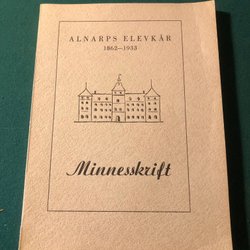 ALNARPS ELEVKÅR
1862—1933
Minnesskrift